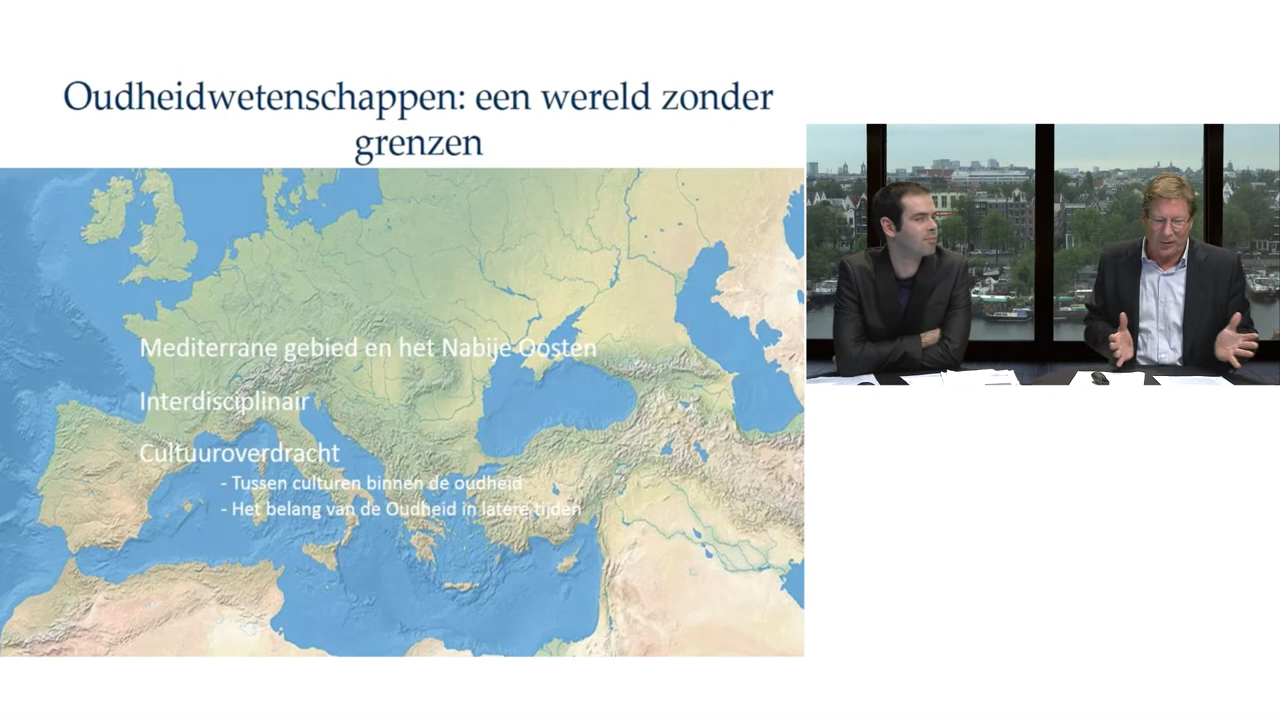 Oudheidwetenschappen: een wereld zonder
grenzen
Mediterrane gebied en het Nabije Oosten
Interdisciplinair
Cultuuroverdracht
- Tussen culturen binnen de oudheid
- Het belang van de Oudheid in latere tijden